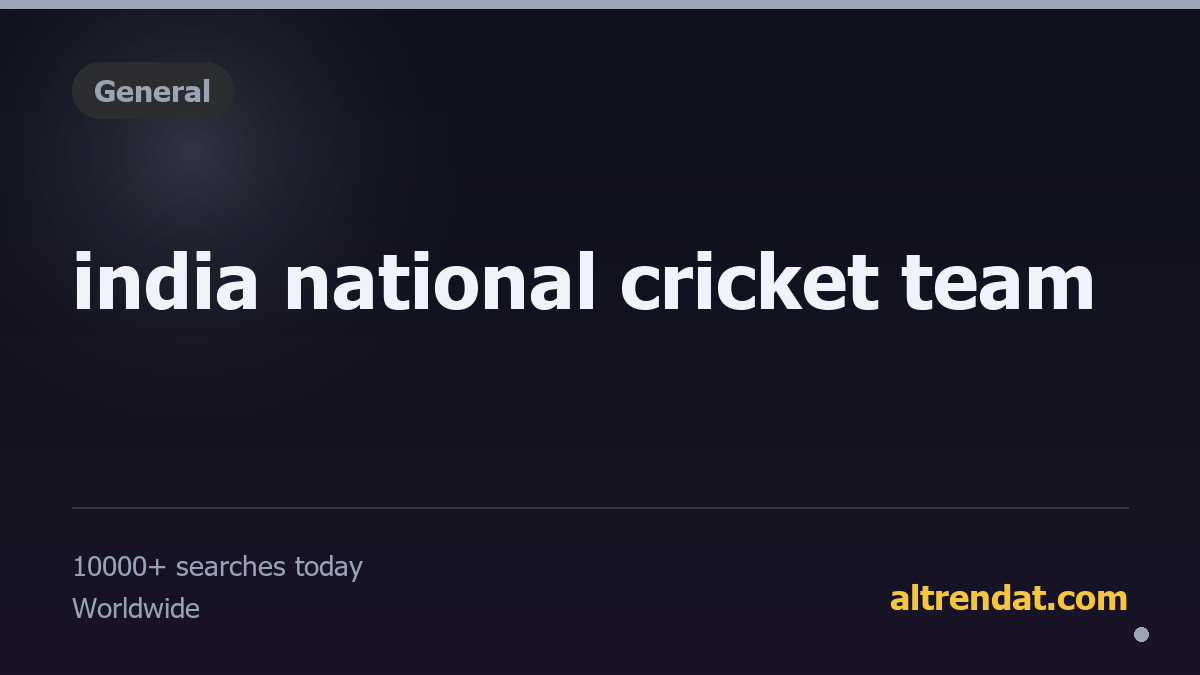 General
india national cricket team
10000+ searches today
Worldwide
altrendat.com